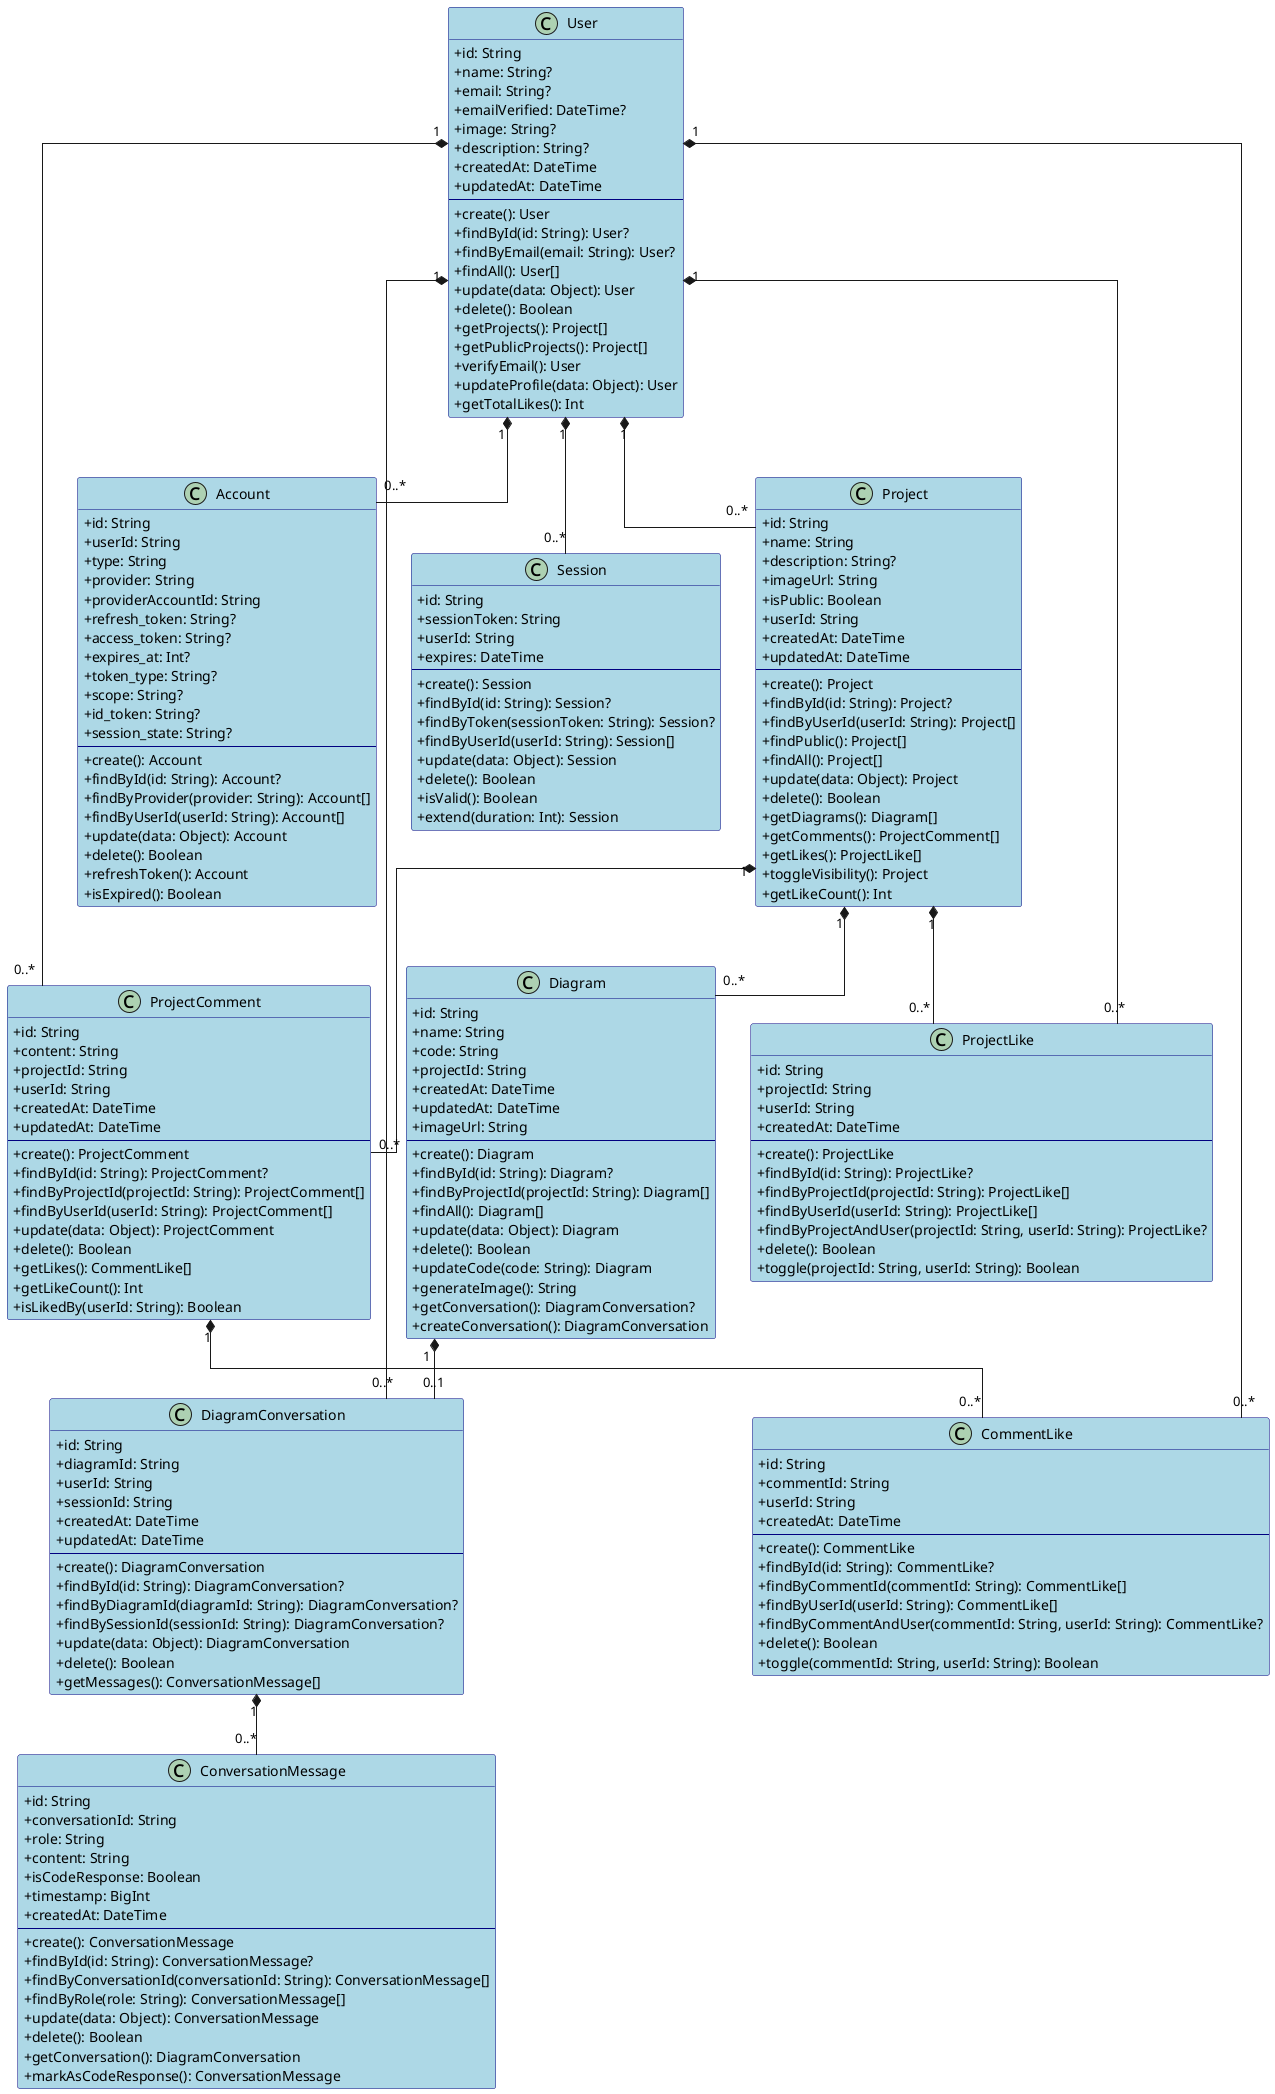 User
+id: String
+name: String?
+email: String?
+emailVerified: DateTime?
+image: String?
+description: String?
+createdAt: DateTime
+updatedAt: DateTime
+create(): User
+findById(id: String): User?
+findByEmail(email: String): User?
+findAll(): User[]
+update(data: Object): User
+delete(): Boolean
+getProjects(): Project[]
+getPublicProjects(): Project[]
+verifyEmail(): User
+updateProfile(data: Object): User
+getTotalLikes(): Int
1
1
1
1
1
1
1
0..*
0..*
0..*
Account
+id: String
+userId: String
+type: String
+provider: String
+providerAccountId: String
+refresh_token: String?
+access_token: String?
+expires_at: Int?
+token_type: String?
+scope: String?
+id_token: String?
+session_state: String?
+create(): Account
+findById(id: String): Account?
+findByProvider(provider: String): Account[]
+findByUserId(userId: String): Account[]
+update(data: Object): Account
+delete(): Boolean
+refreshToken(): Account
+isExpired(): Boolean
Session
+id: String
+sessionToken: String
+userId: String
+expires: DateTime
+create(): Session
+findById(id: String): Session?
+findByToken(sessionToken: String): Session?
+findByUserId(userId: String): Session[]
+update(data: Object): Session
+delete(): Boolean
+isValid(): Boolean
+extend(duration: Int): Session
Project
+id: String
+name: String
+description: String?
+imageUrl: String
+isPublic: Boolean
+userId: String
+createdAt: DateTime
+updatedAt: DateTime
+create(): Project
+findById(id: String): Project?
+findByUserId(userId: String): Project[]
+findPublic(): Project[]
+findAll(): Project[]
+update(data: Object): Project
+delete(): Boolean
+getDiagrams(): Diagram[]
+getComments(): ProjectComment[]
+getLikes(): ProjectLike[]
+toggleVisibility(): Project
+getLikeCount(): Int
1
1
1
0..*
0..*
0..*
0..*
0..*
ProjectComment
+id: String
+content: String
+projectId: String
+userId: String
+createdAt: DateTime
+updatedAt: DateTime
+create(): ProjectComment
+findById(id: String): ProjectComment?
+findByProjectId(projectId: String): ProjectComment[]
+findByUserId(userId: String): ProjectComment[]
+update(data: Object): ProjectComment
+delete(): Boolean
+getLikes(): CommentLike[]
+getLikeCount(): Int
+isLikedBy(userId: String): Boolean
Diagram
+id: String
+name: String
+code: String
+projectId: String
+createdAt: DateTime
+updatedAt: DateTime
+imageUrl: String
+create(): Diagram
+findById(id: String): Diagram?
+findByProjectId(projectId: String): Diagram[]
+findAll(): Diagram[]
+update(data: Object): Diagram
+delete(): Boolean
+updateCode(code: String): Diagram
+generateImage(): String
+getConversation(): DiagramConversation?
+createConversation(): DiagramConversation
ProjectLike
+id: String
+projectId: String
+userId: String
+createdAt: DateTime
+create(): ProjectLike
+findById(id: String): ProjectLike?
+findByProjectId(projectId: String): ProjectLike[]
+findByUserId(userId: String): ProjectLike[]
+findByProjectAndUser(projectId: String, userId: String): ProjectLike?
+delete(): Boolean
+toggle(projectId: String, userId: String): Boolean
1
1
0..*
0..1
0..*
0..*
DiagramConversation
+id: String
+diagramId: String
+userId: String
+sessionId: String
+createdAt: DateTime
+updatedAt: DateTime
+create(): DiagramConversation
+findById(id: String): DiagramConversation?
+findByDiagramId(diagramId: String): DiagramConversation?
+findBySessionId(sessionId: String): DiagramConversation?
+update(data: Object): DiagramConversation
+delete(): Boolean
+getMessages(): ConversationMessage[]
CommentLike
+id: String
+commentId: String
+userId: String
+createdAt: DateTime
+create(): CommentLike
+findById(id: String): CommentLike?
+findByCommentId(commentId: String): CommentLike[]
+findByUserId(userId: String): CommentLike[]
+findByCommentAndUser(commentId: String, userId: String): CommentLike?
+delete(): Boolean
+toggle(commentId: String, userId: String): Boolean
1
0..*
ConversationMessage
+id: String
+conversationId: String
+role: String
+content: String
+isCodeResponse: Boolean
+timestamp: BigInt
+createdAt: DateTime
+create(): ConversationMessage
+findById(id: String): ConversationMessage?
+findByConversationId(conversationId: String): ConversationMessage[]
+findByRole(role: String): ConversationMessage[]
+update(data: Object): ConversationMessage
+delete(): Boolean
+getConversation(): DiagramConversation
+markAsCodeResponse(): ConversationMessage